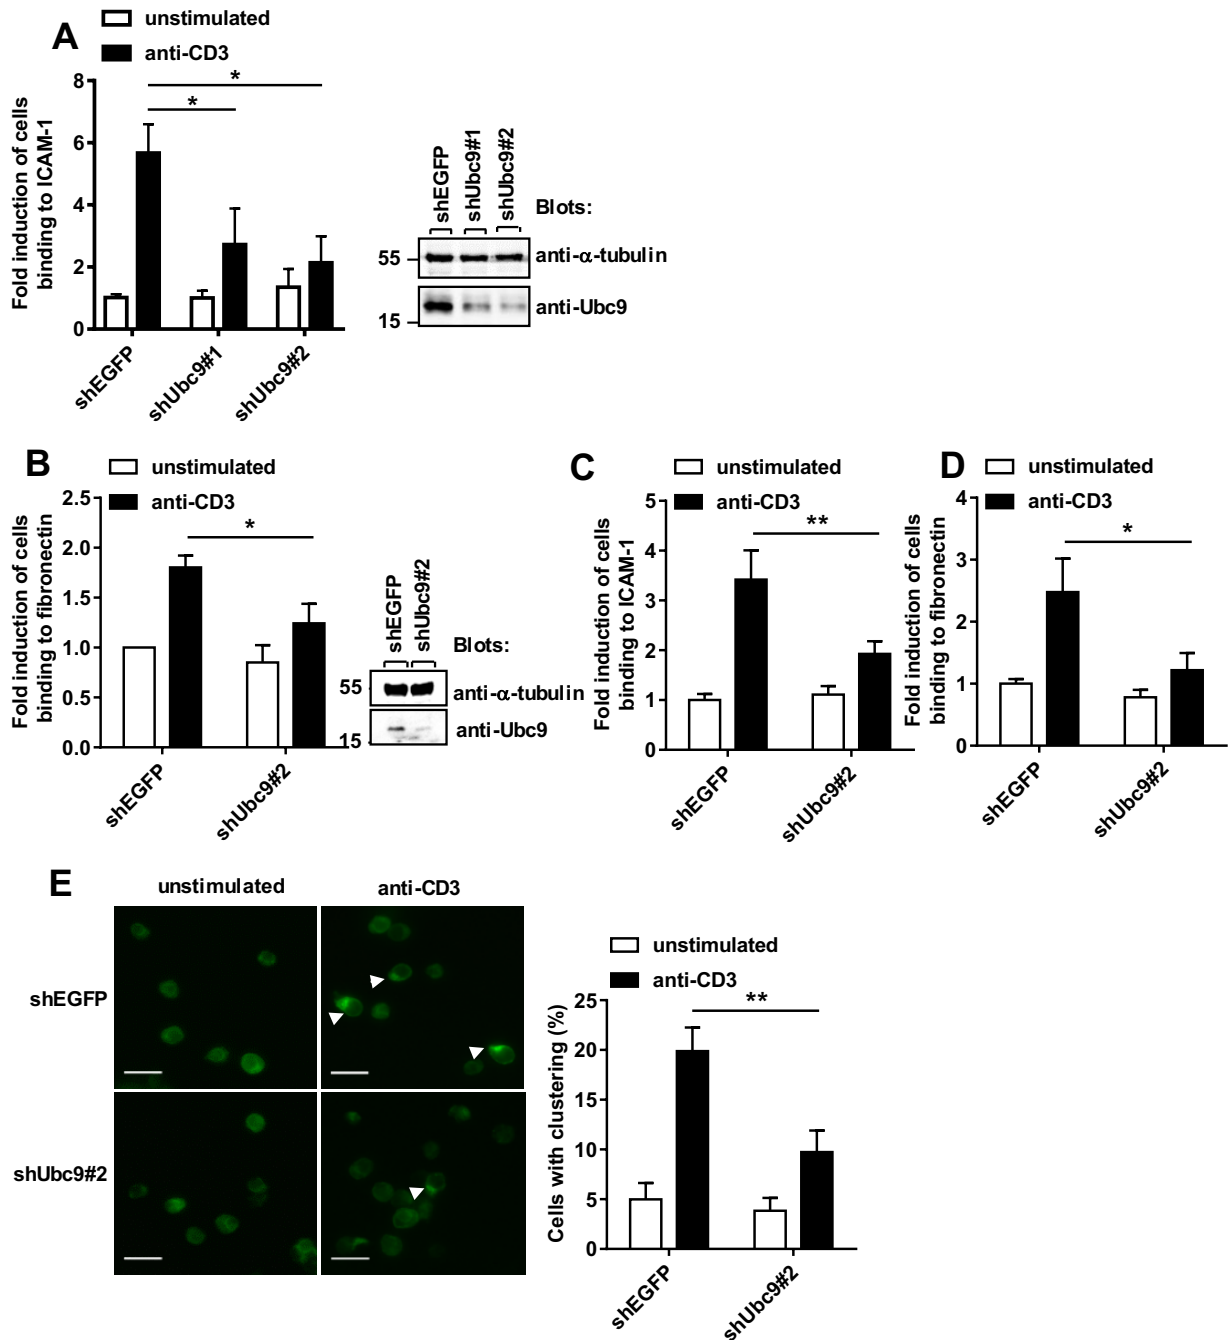 A
unstimulated
anti-CD3
Fold induction of cells
binding to ICAM-1
8
6
4
2
0
*
*
shEGFP
shUbc9#1
shUbc9#2
shEGFP
shUbc9#1
shUbc9#2
Blots:
55
anti-α-tubulin
15
anti-Ubc9
B
unstimulated
anti-CD3
Fold induction of cells
binding to fibronectin
2.5
2.0
1.5
1.0
0.5
0.0
*
shEGFP
shUbc9#2
shEGFP
shUbc9#2
Blots:
55
anti-α-tubulin
15
anti-Ubc9
C
unstimulated
anti-CD3
Fold induction of cells
binding to ICAM-1
5
4
3
2
1
0
**
shEGFP
shUbc9#2
D
unstimulated
anti-CD3
Fold induction of cells
binding to fibronectin
4
3
2
1
0
*
shEGFP
shUbc9#2
E
unstimulated
anti-CD3
shEGFP
shUbc9#2
unstimulated
anti-CD3
Cells with clustering (%)
25
20
15
10
5
0
**
shEGFP
shUbc9#2